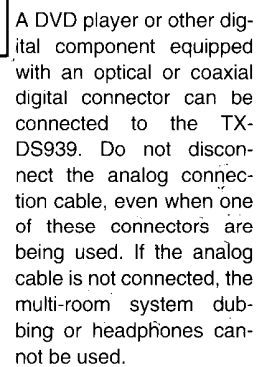 A DVD player or other dig-
ital component equipped
with an optical or coaxial
digital connector can be
connected to the TX-
DS939. Do not discon-
nect the analog connec-
tion cable, even when one
of these connectors are
being used. If the analog
cable is not connected, the
multi-room system dub-
bing or headphones can-
not be used.